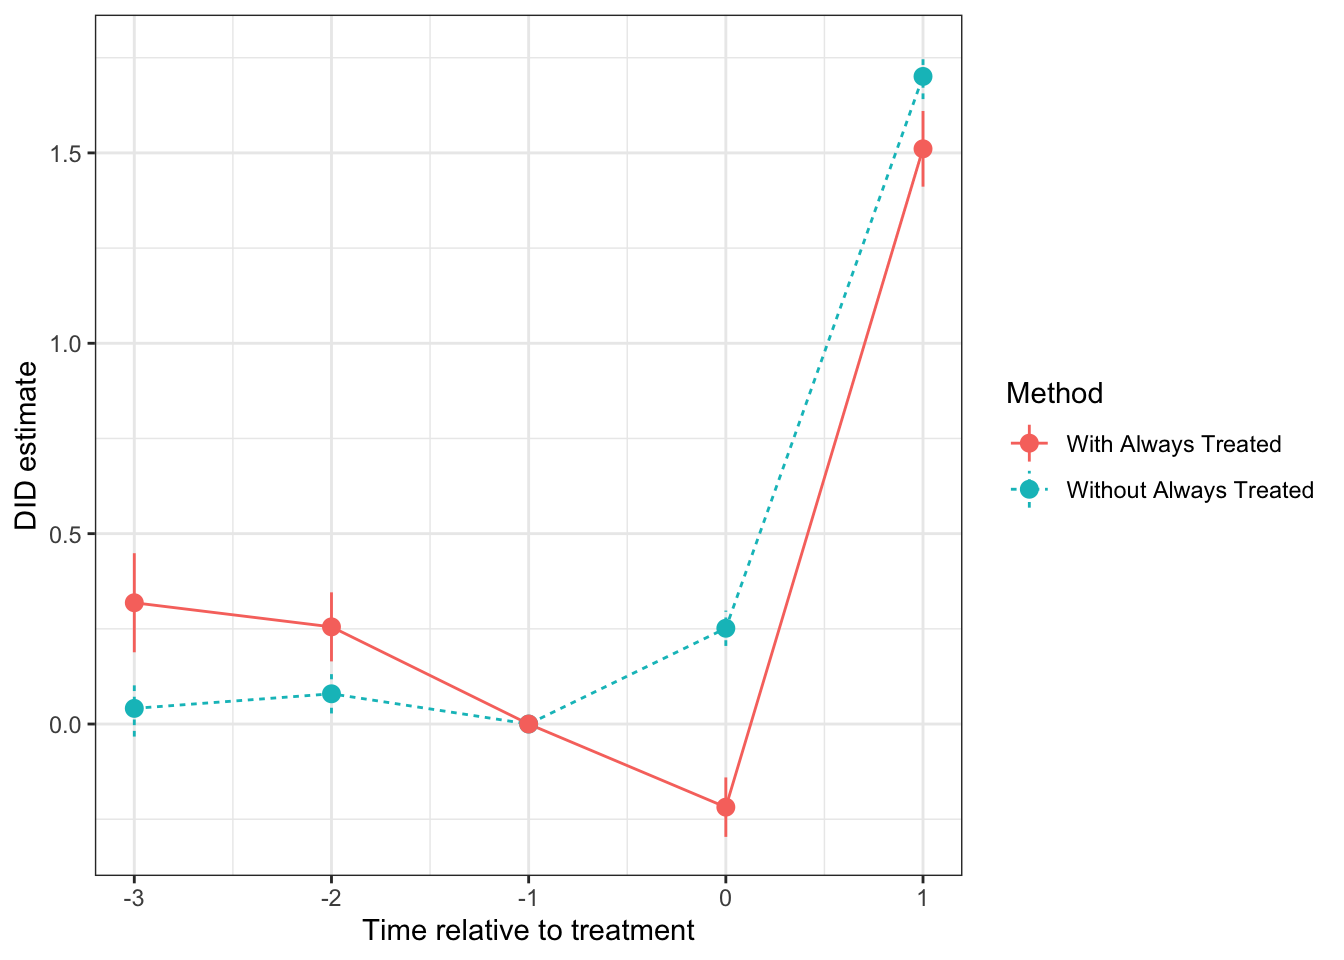 DID estimate
1.5
1.0
0.5
0.0
-3
-2
-1
0
1
Time relative to treatment
Method
With Always Treated
Without Always Treated